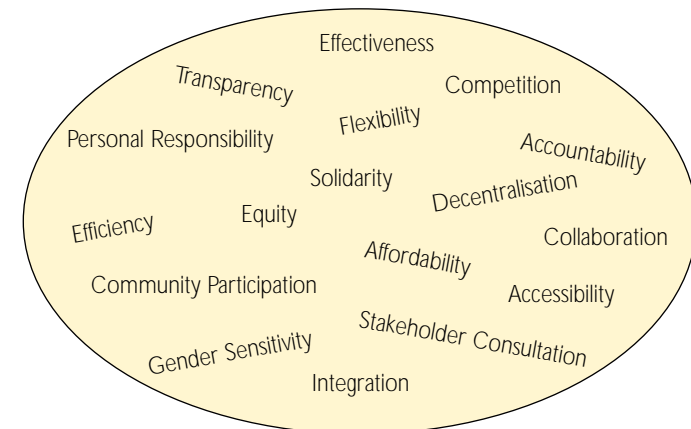 Effectiveness
Transparency
Competition
Flexibility
Personal Responsibility
Accountability
Solidarity
Decentralisation
Equity
Efficiency
Collaboration
Affordability
Community Participation
Accessibility
Stakeholder Consultation
Gender Sensitivity
Integration